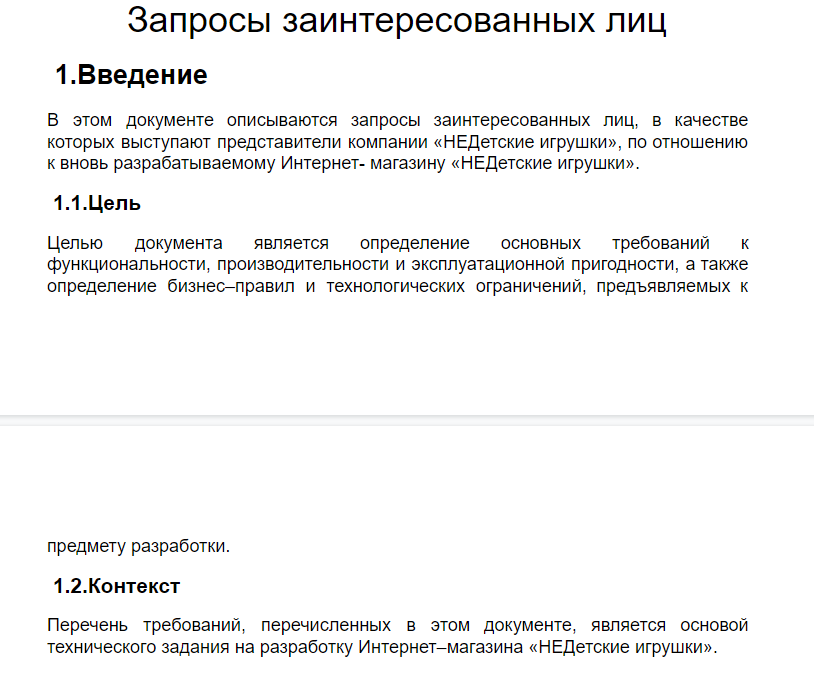 Запросы заинтересованных лиц
1.Введение
В этом документе описываются запросы заинтересованных лиц, в качестве
которых выступают представители компании «НЕДетские игрушки», по отношению
к вновь разрабатываемому Интернет- магазину «НЕДетские игрушки».
1.1.Цель
Целью документа является определение основных требований к
функциональности, производительности и эксплуатационной пригодности, а также
определение бизнес–правил и технологических ограничений, предъявляемых к
предмету разработки.
1.2.Контекст
Перечень требований, перечисленных в этом документе, является основой
технического задания на разработку Интернет–магазина «НЕДетские игрушки».